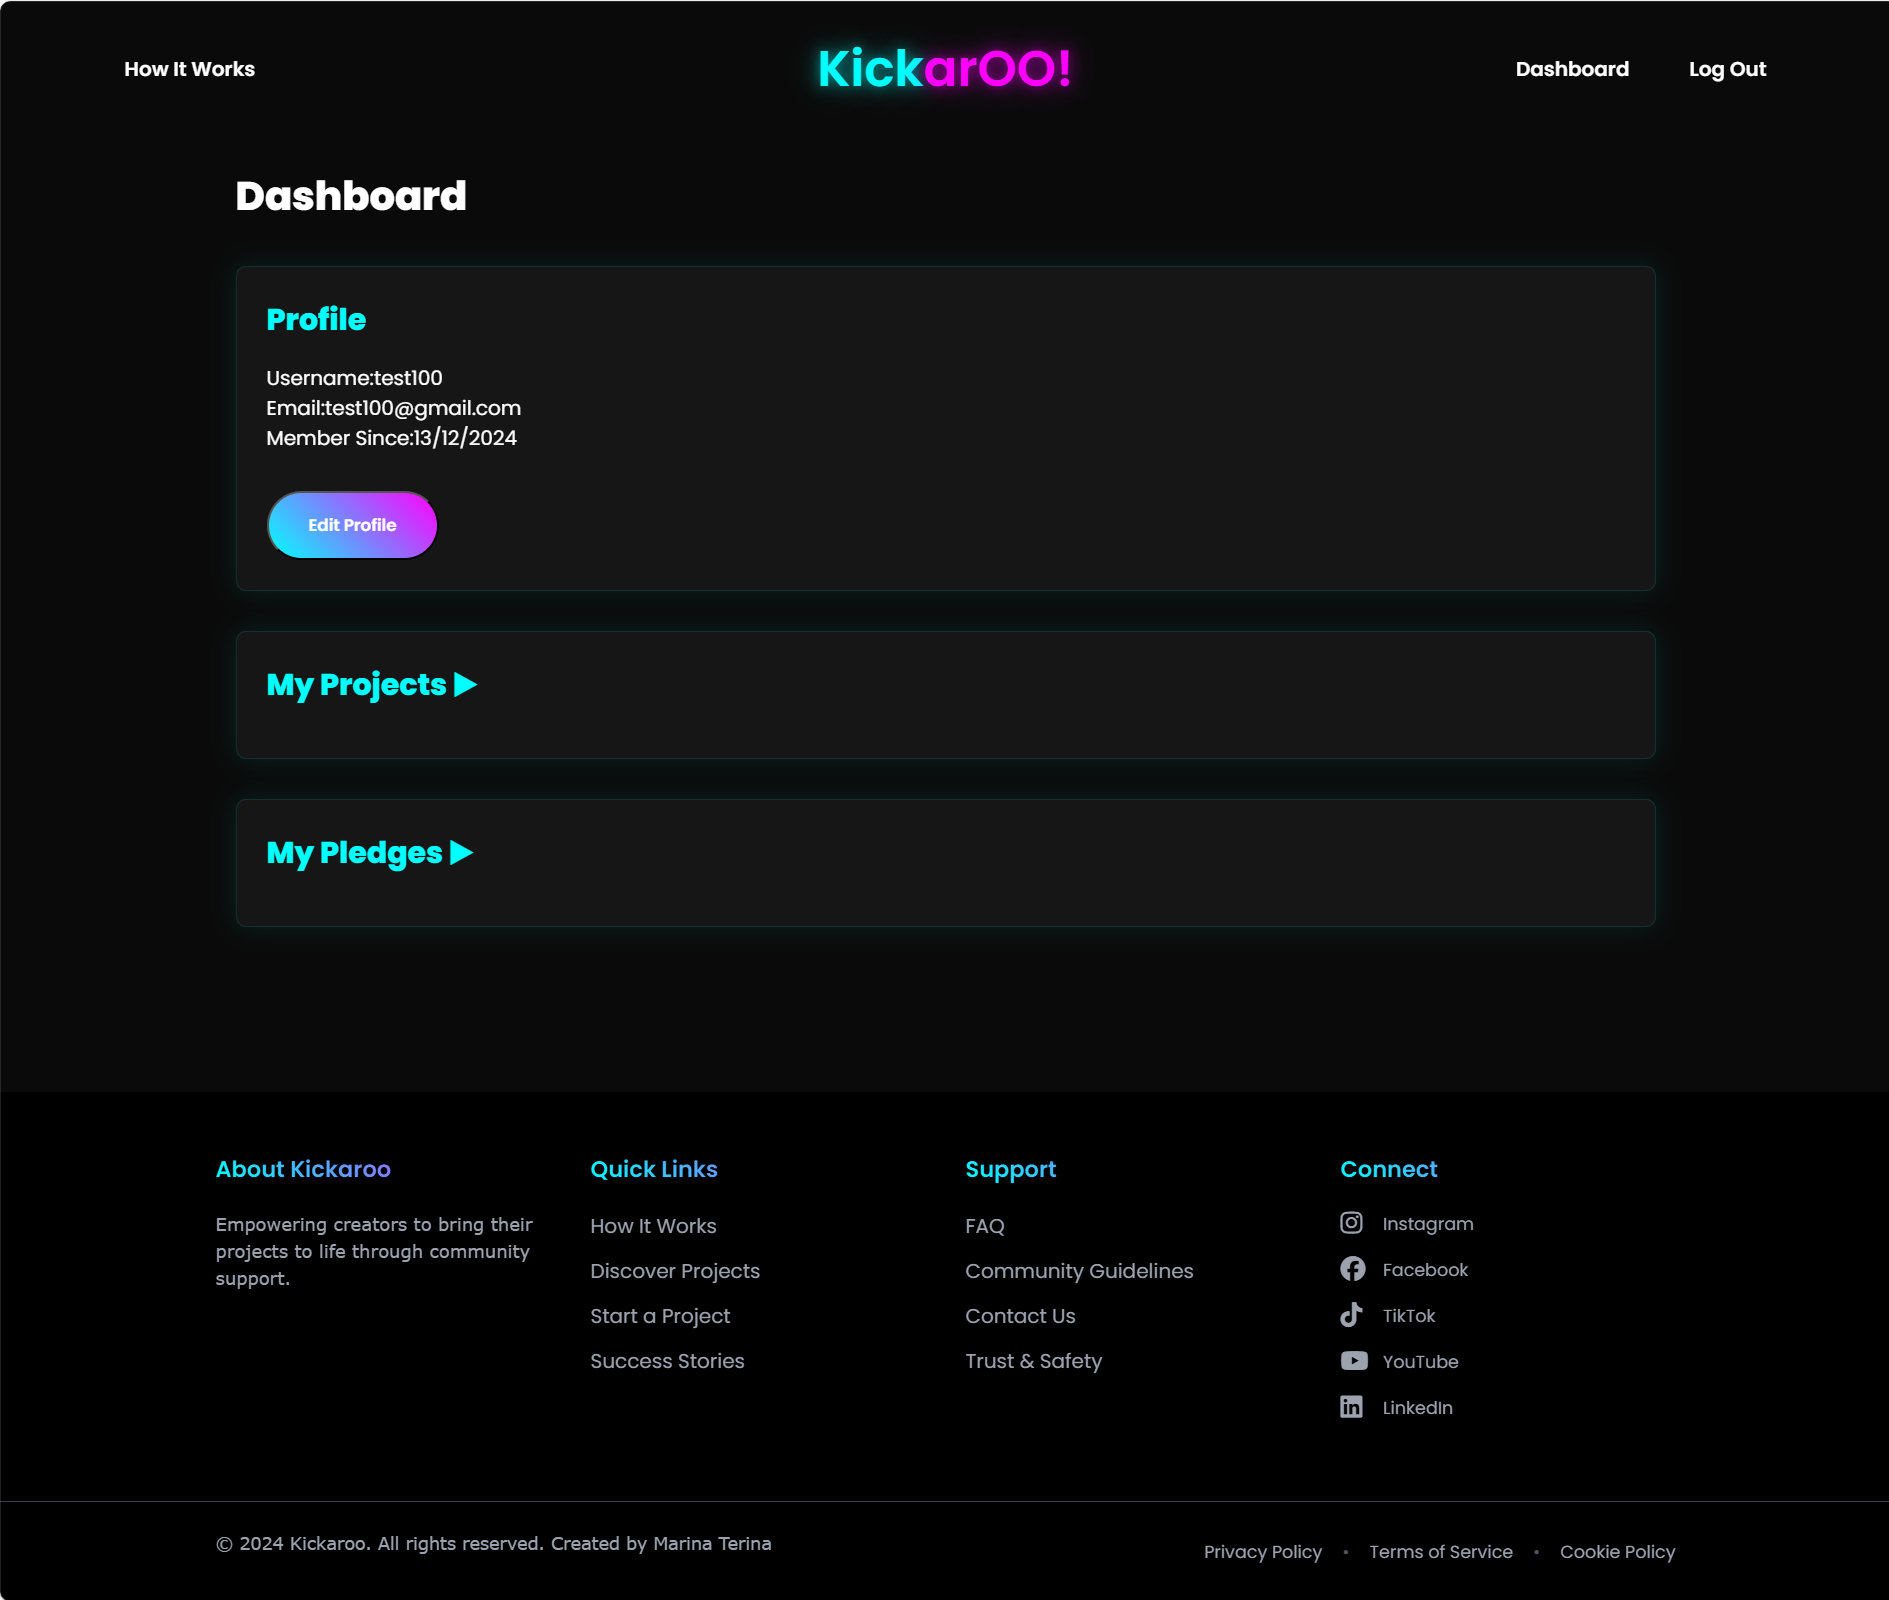 How It Works
KickarOO!
Dashboard
Log Out
Dashboard
Profile
Username:test100
Email:test100@gmail.com
Member Since:13/12/2024
Edit Profile
My Projects ▶
My Pledges ▶
About Kickaroo
Empowering creators to bring their
projects to life through community
support.
Quick Links
How It Works
Discover Projects
Start a Project
Success Stories
Support
FAQ
Community Guidelines
Contact Us
Trust & Safety
Connect
Instagram
Facebook
TikTok
YouTube
LinkedIn
© 2024 Kickaroo. All rights reserved. Created by Marina Terina
Privacy Policy • Terms of Service • Cookie Policy